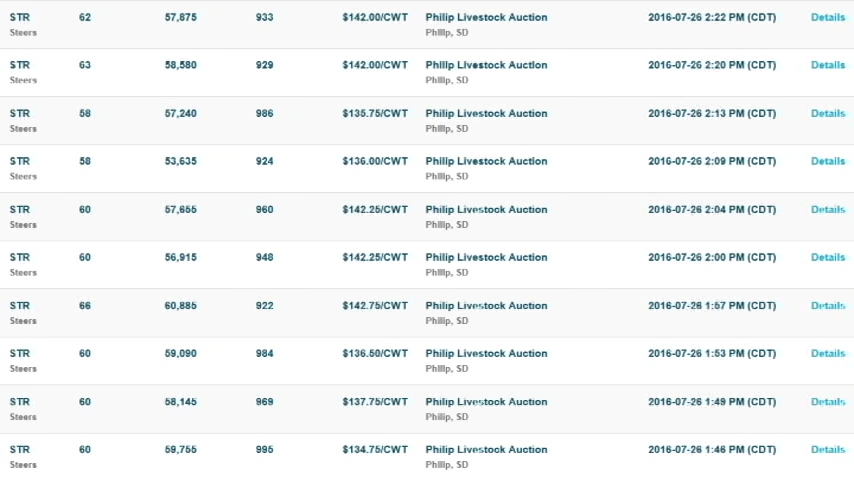 STR 62 57,875 933 $142.00/CWT Philip Livestock Auction 2016-07-26 2:22 PM (CDT) Details
Steers Philip, SD
STR 63 58,580 929 $142.00/CWT Philip Livestock Auction 2016-07-26 2:20 PM (CDT) Details
Steers Philip, SD
STR 58 57,240 986 $135.75/CWT Philip Livestock Auction 2016-07-26 2:13 PM (CDT) Details
Steers Philip, SD
STR 58 53,635 924 $136.00/CWT Philip Livestock Auction 2016-07-26 2:09 PM (CDT) Details
Steers Philip, SD
STR 60 57,655 960 $142.25/CWT Philip Livestock Auction 2016-07-26 2:04 PM (CDT) Details
Steers Philip, SD
STR 60 56,915 948 $142.25/CWT Philip Livestock Auction 2016-07-26 2:00 PM (CDT) Details
Steers Philip, SD
STR 66 60,885 922 $142.75/CWT Philip Livestock Auction 2016-07-26 1:57 PM (CDT) Details
Steers Philip, SD
STR 60 59,090 984 $136.50/CWT Philip Livestock Auction 2016-07-26 1:53 PM (CDT) Details
Steers Philip, SD
STR 60 58,145 969 $137.75/CWT Philip Livestock Auction 2016-07-26 1:49 PM (CDT) Details
Steers Philip, SD
STR 60 59,755 995 $134.75/CWT Philip Livestock Auction 2016-07-26 1:46 PM (CDT) Details
Steers Philip, SD